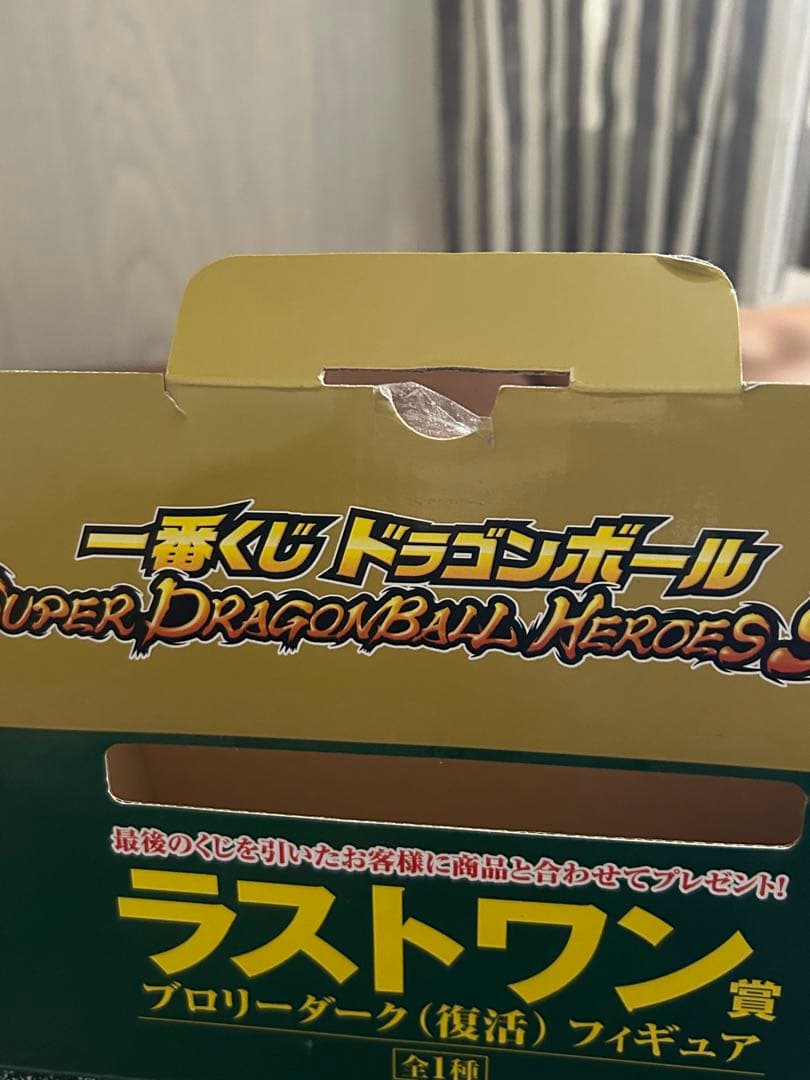 一番くじ ドラゴンボール
SUPER DRAGONBALL HEROES
最後のくじを引いたお客様に商品と合わせてプレゼント!
ラストワン賞
ブロリーダーク(復活) フィギュア
全1種